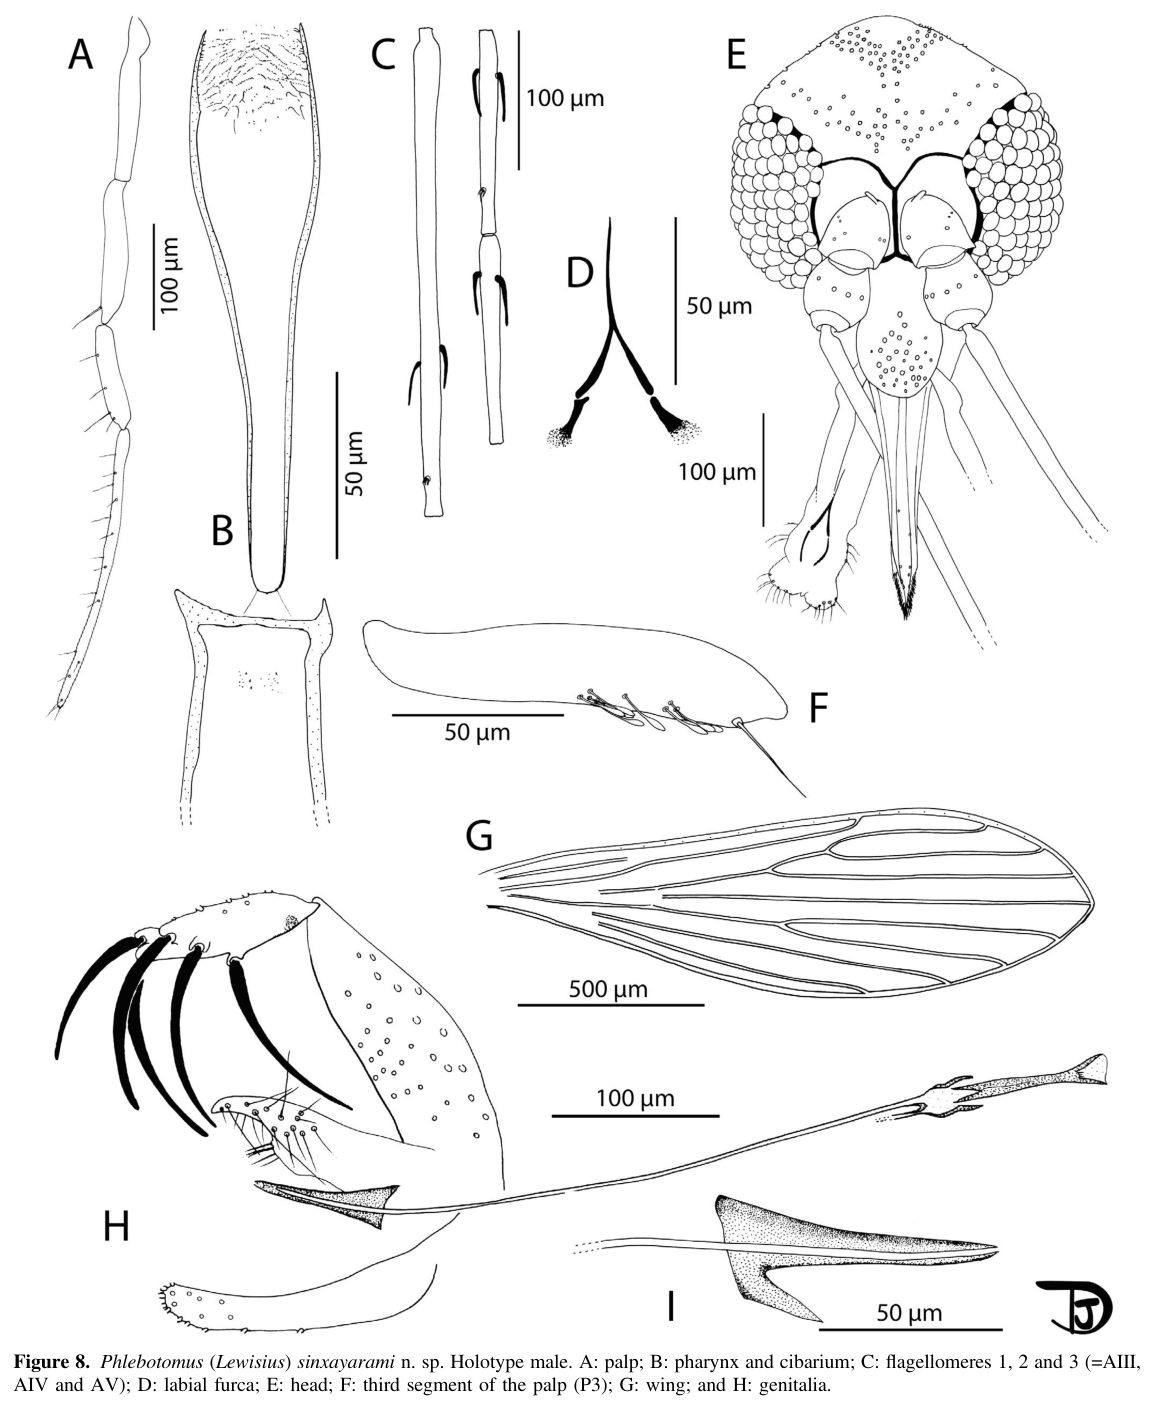 A
C
E
100 µm
D
100 µm
50 µm
50 µm
100 µm
B
F
50 µm
G
500 µm
100 µm
H
I
50 µm
J
Figure 8. Phlebotomus (Lewisius) sinxayarami n. sp. Holotype male. A: palp; B: pharynx and cibarium; C: flagellomeres 1, 2 and 3 (=AIII,
AIV and AV); D: labial furca; E: head; F: third segment of the palp (P3); G: wing; and H: genitalia.